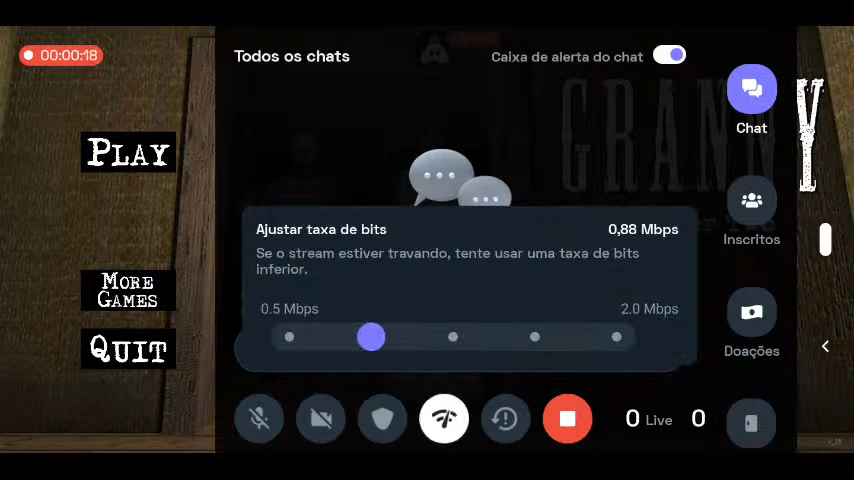 00:00:18
Todos os chats
Caixa de alerta do chat
GRANNY
Chat
PLAY
Ajustar taxa de bits
0,88 Mbps
Se o stream estiver travando, tente usar uma taxa de bits
inferior.
Inscritos
0.5 Mbps
2.0 Mbps
MORE
GAMES
QUIT
Doações
0 Live 0